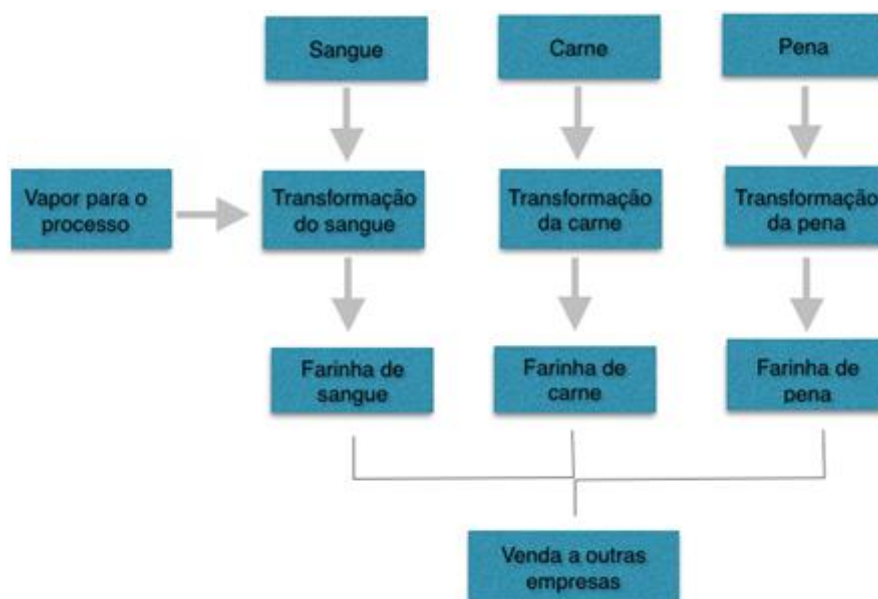 Sangue
Carne
Pena
Vapor para o
processo
Transformação
do sangue
Transformação
da carne
Transformação
da pena
Farinha de
sangue
Farinha de
carne
Farinha de
pena
Venda a outras
empresas